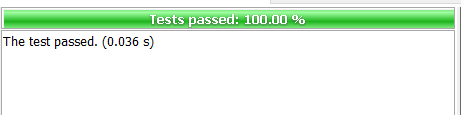 Tests passed: 100.00 %
The test passed. (0.036 s)